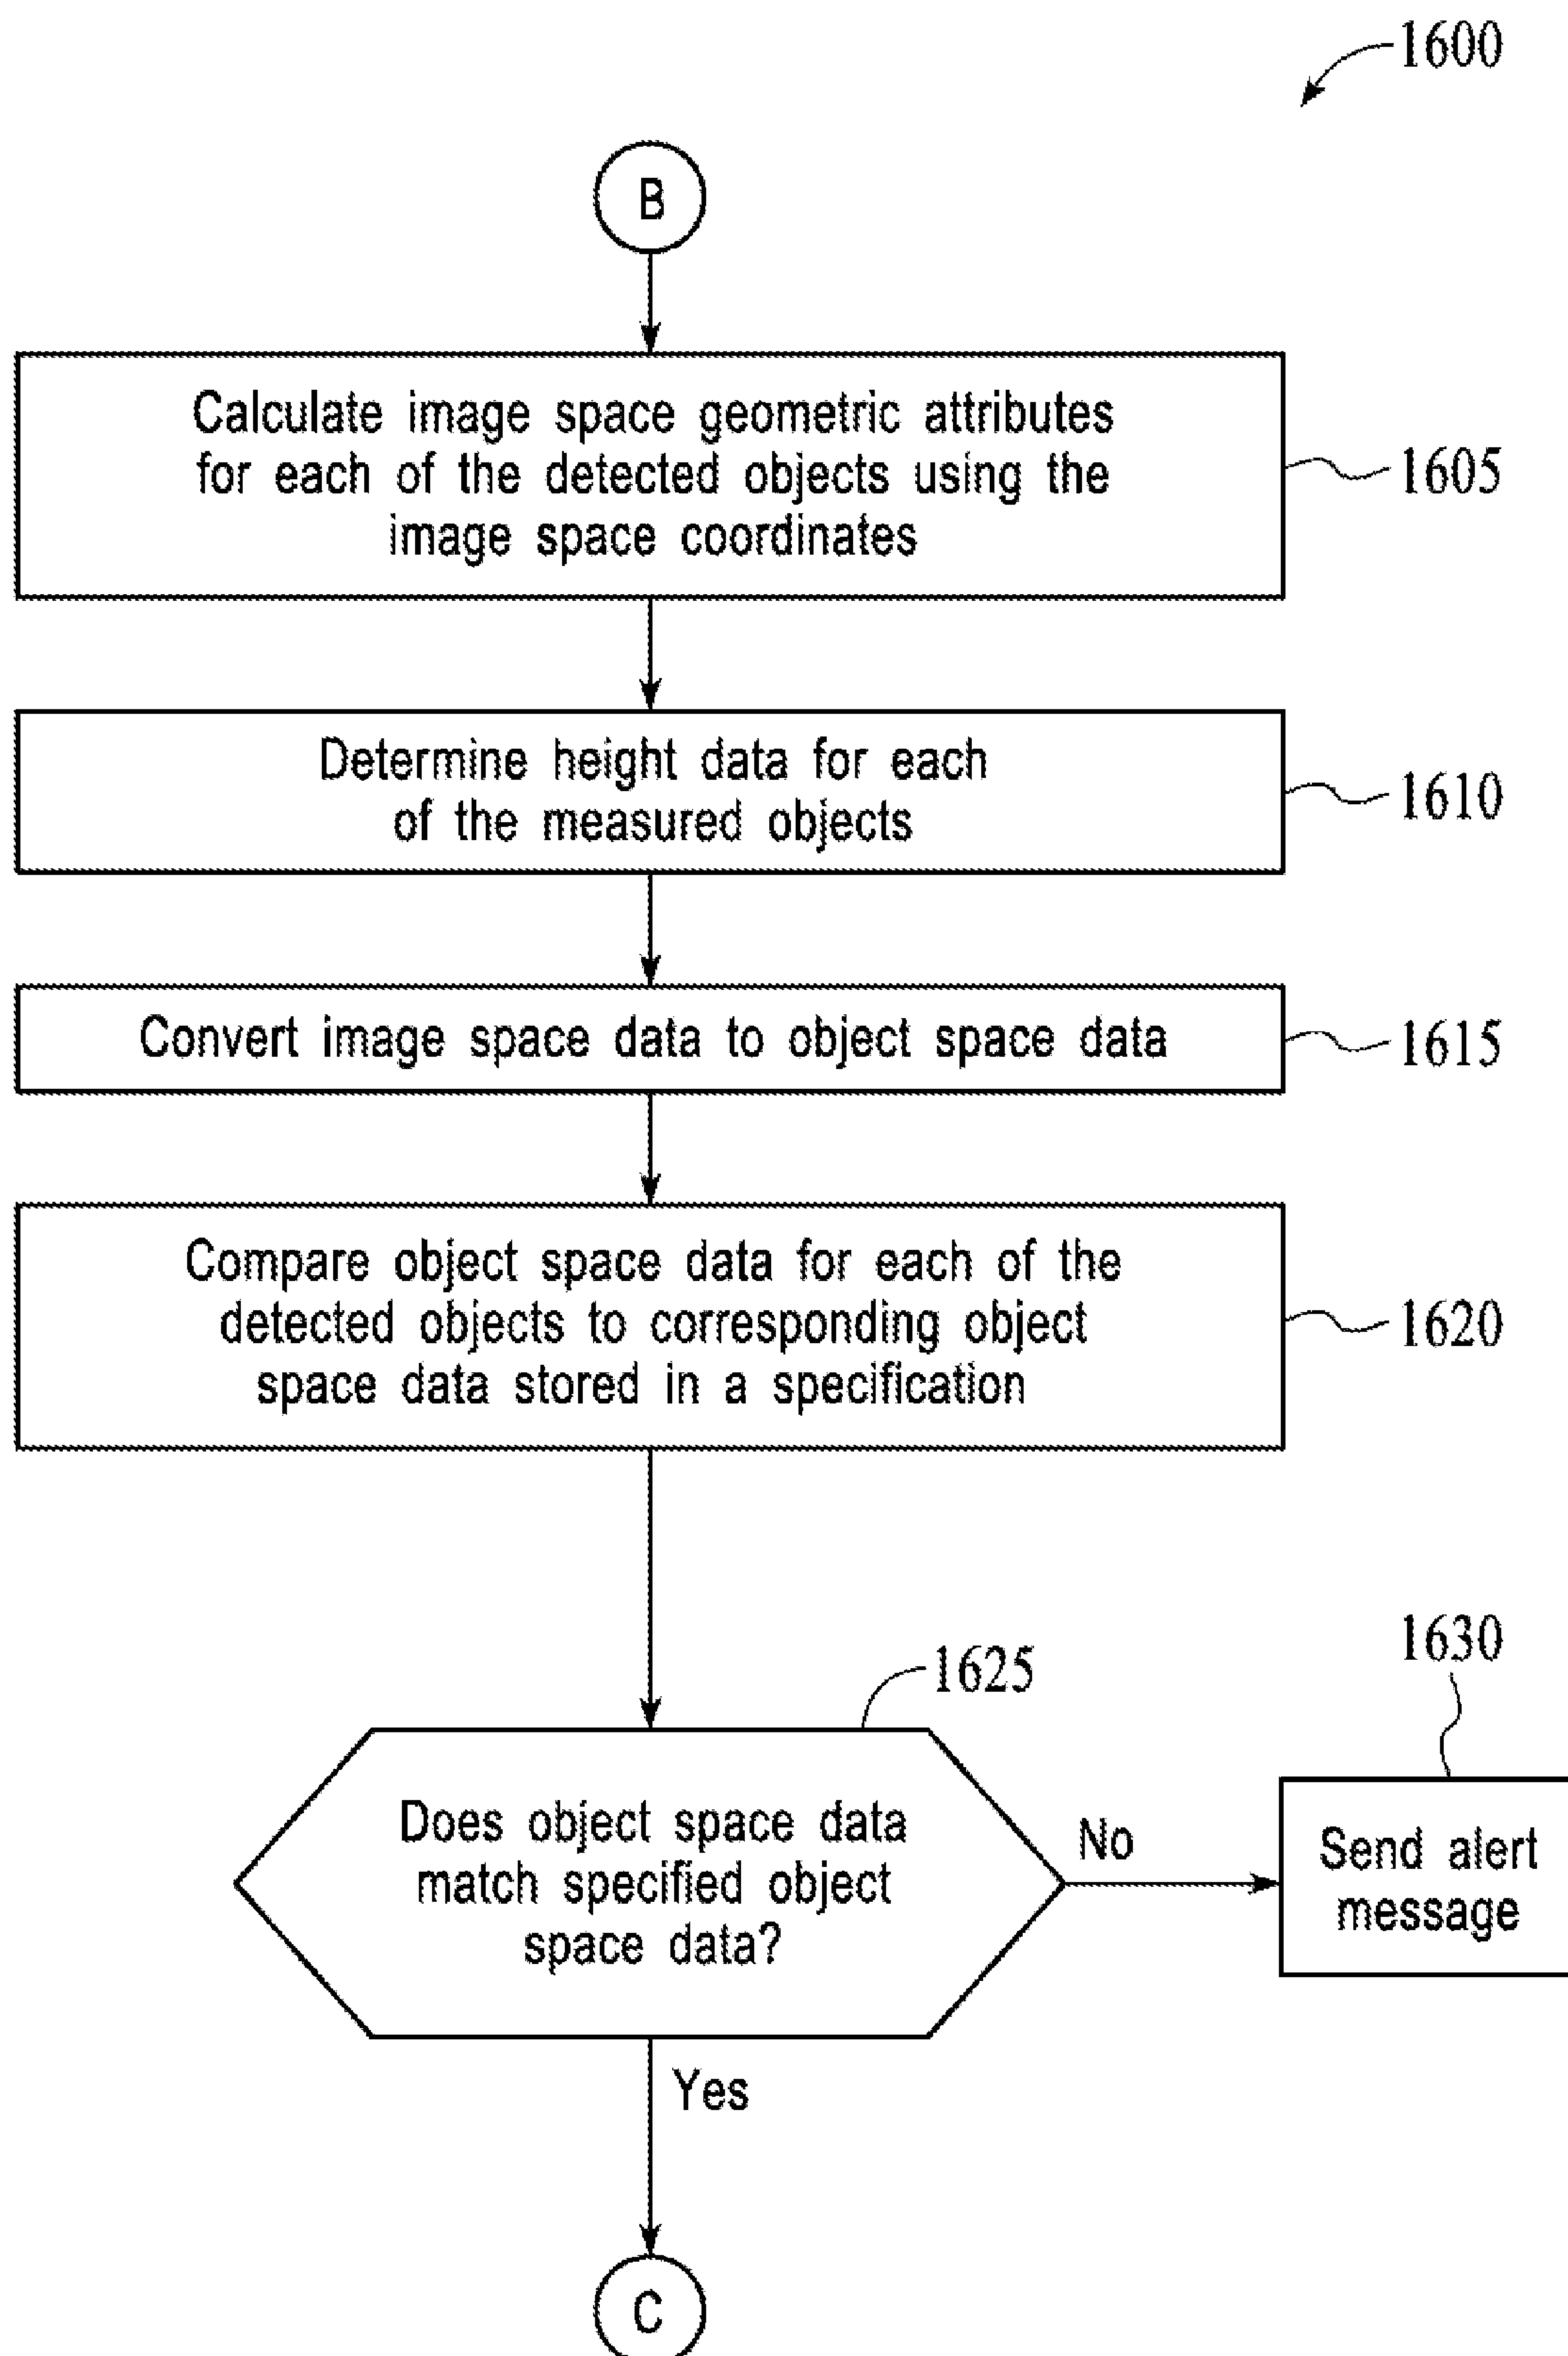 1600
B
Calculate image space geometric attributes
for each of the detected objects using the
image space coordinates
1605
Determine height data for each
of the measured objects
1610
Convert image space data to object space data
1615
Compare object space data for each of the
detected objects to corresponding object
space data stored in a specification
1620
1625
1630
Does object space data
match specified object
space data?
No
Send alert
message
Yes
C